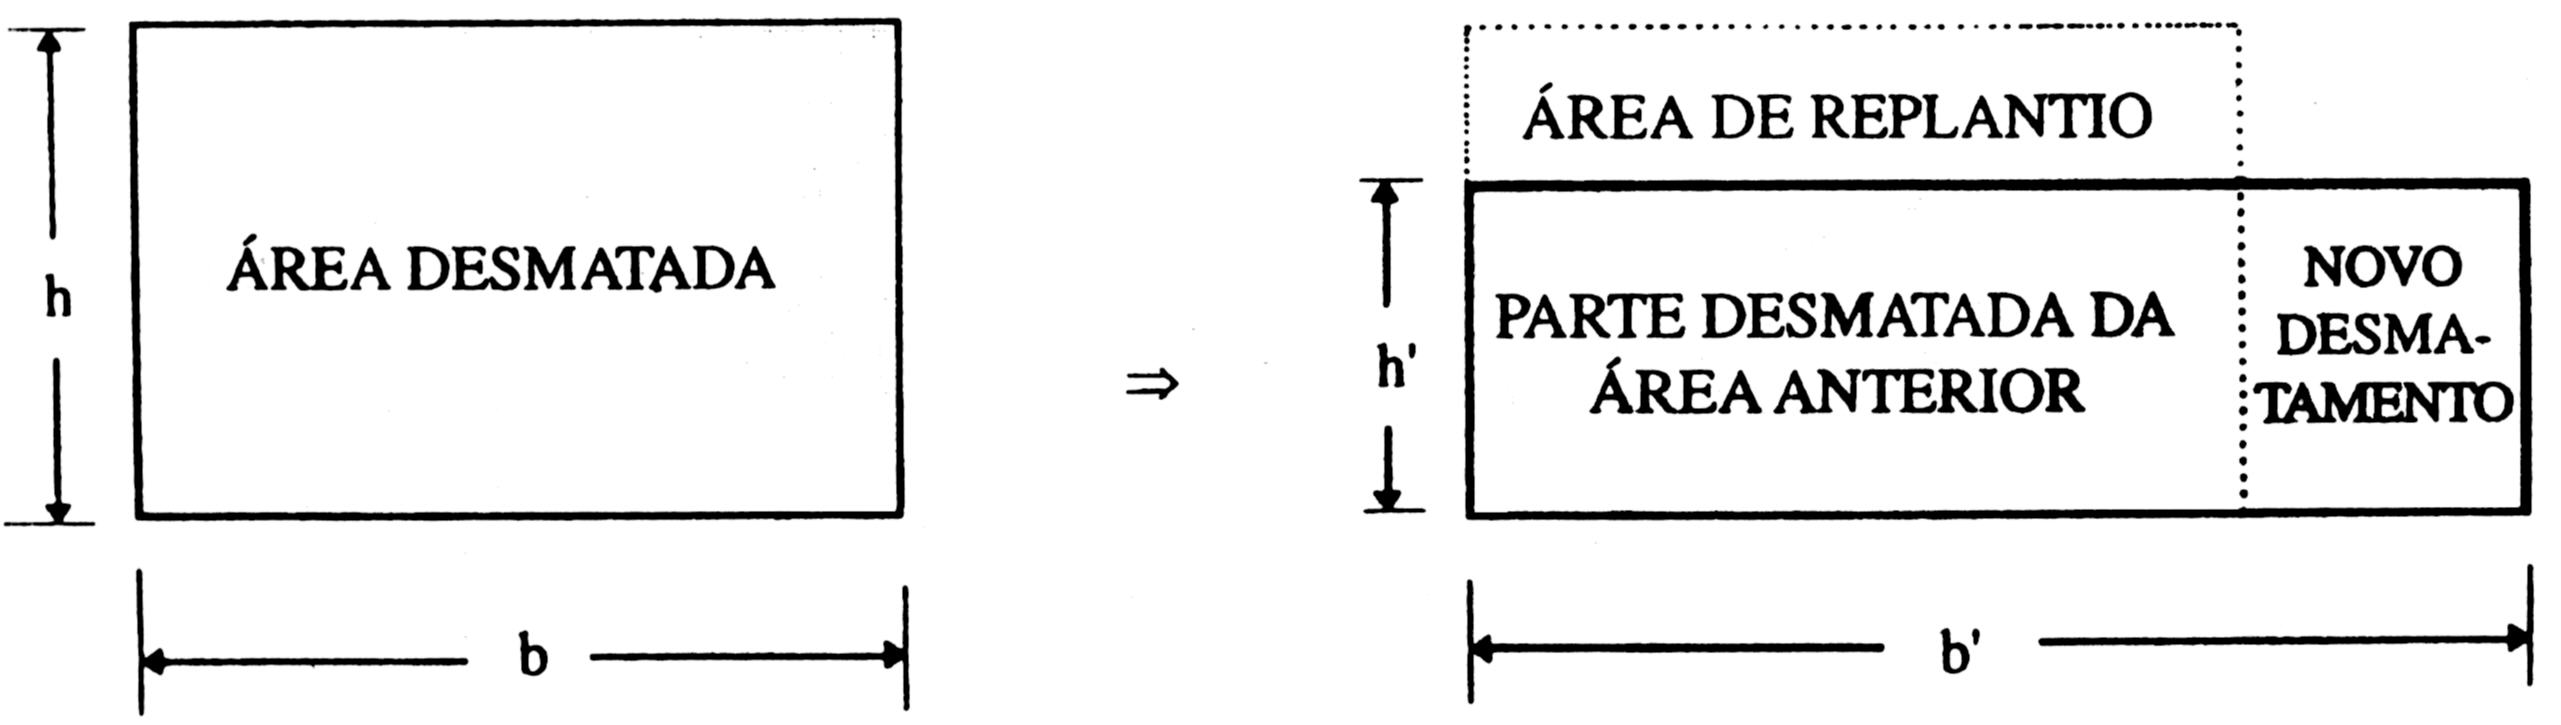 h
ÁREA DESMATADA
b
⇒
ÁREA DE REPLANTIO
h'
PARTE DESMATADA DA
ÁREA ANTERIOR
NOVO
DESMA-
TAMENTO
b'